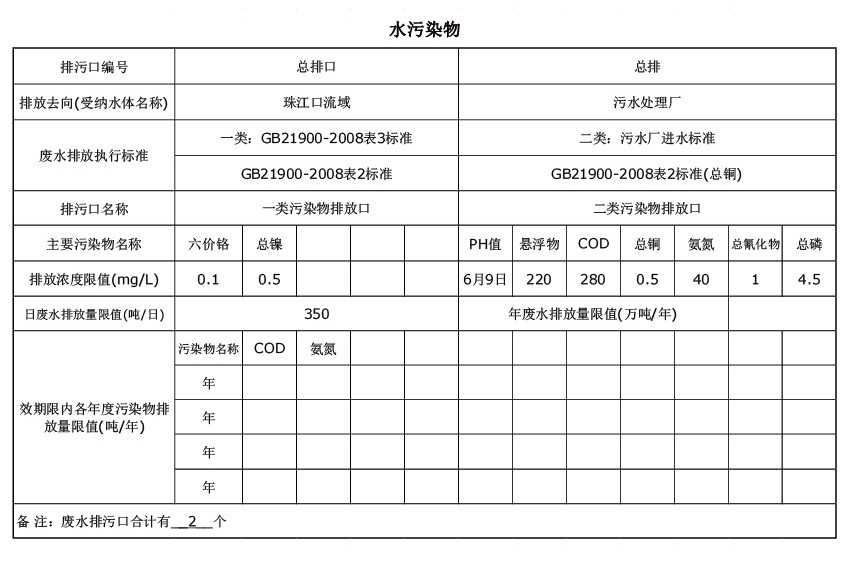 水污染物
排污口编号 总排口 总排
排放去向(受纳水体名称) 珠江口流域 污水处理厂
废水排放执行标准 一类：GB21900-2008表3标准 二类：污水厂进水标准
GB21900-2008表2标准 GB21900-2008表2标准(总铜)
排污口名称 一类污染物排放口 二类污染物排放口
主要污染物名称 六价铬 总镍 PH值 悬浮物 COD 总铜 氨氮 总氰化物 总磷
排放浓度限值(mg/L) 0.1 0.5 6月9日 220 280 0.5 40 1 4.5
日废水排放量限值(吨/日) 350 年废水排放量限值(万吨/年)
效期限内各年度污染物排
放量限值(吨/年)
污染物名称 COD 氨氮
年
年
年
年
备 注：废水排污口合计有__2__个